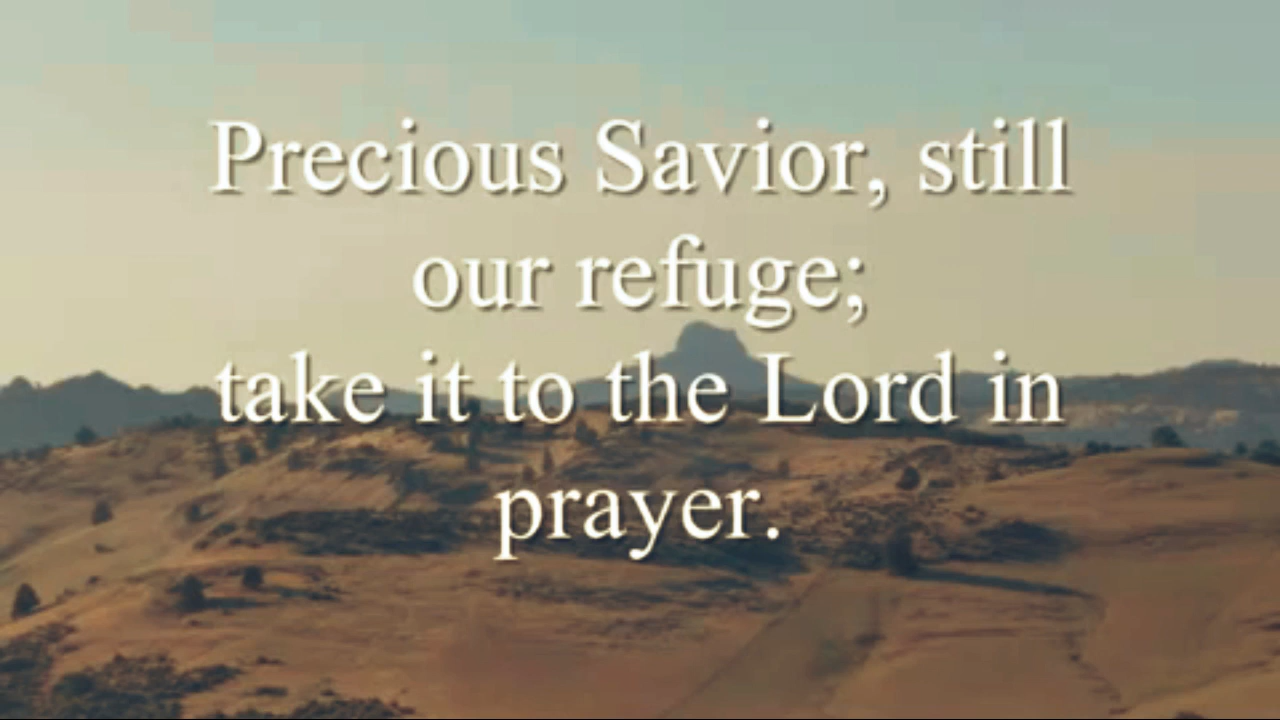 Precious Savior, still
our refuge;
take it to the Lord in
prayer.